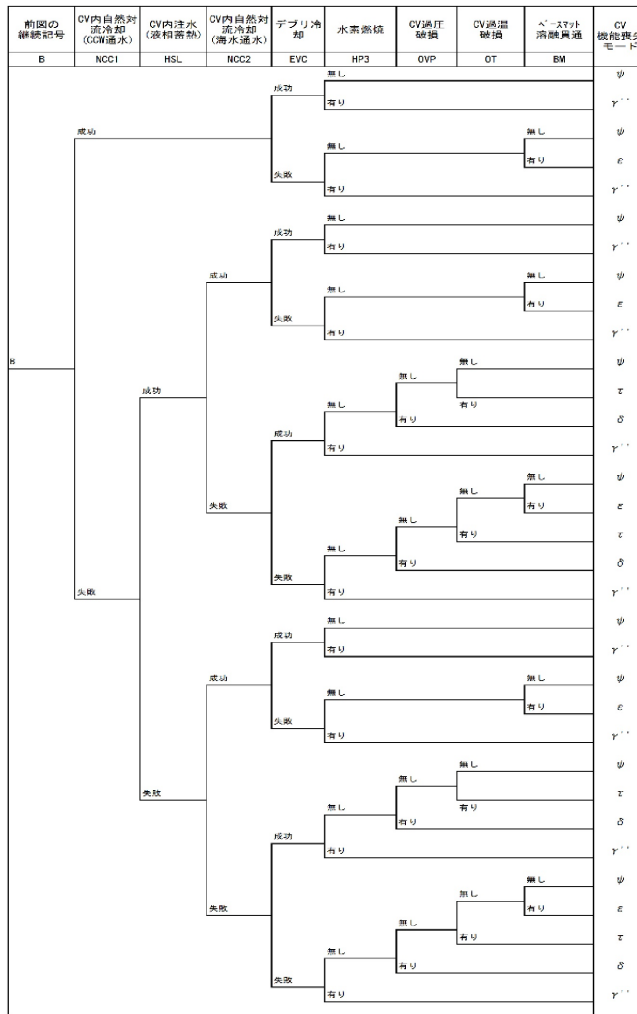 前図の
継続記号
CV内自然対
流冷却
(CCW通水)
CV内注水
(液相蓄熱)
CV内自然対
流冷却
(海水通水)
デブリ冷
却
水素燃焼
CV過圧
破損
CV過温
破損
ベースマット
溶融貫通
CV
機能喪失
モード
B NCC1 HSL NCC2 EVC HP3 OVP OT BM
無し ψ
成功
有り γ''
成功 無し ψ
無し
有り ε
失敗
有り γ''
無し ψ
成功
有り γ''
成功 無し ψ
無し
有り ε
失敗
有り γ''
B 無し ψ
無し
成功 有り τ
無し
有り δ
成功
有り γ''
無し ψ
無し
失敗 有り ε
無し
有り τ
無し
有り δ
失敗
失敗 有り γ''
無し ψ
成功
有り γ''
成功 無し ψ
無し
有り ε
失敗
有り γ''
無し ψ
無し
失敗 有り τ
無し
有り δ
成功
有り γ''
無し ψ
無し
失敗 有り ε
無し
有り τ
無し
有り δ
失敗
有り γ''